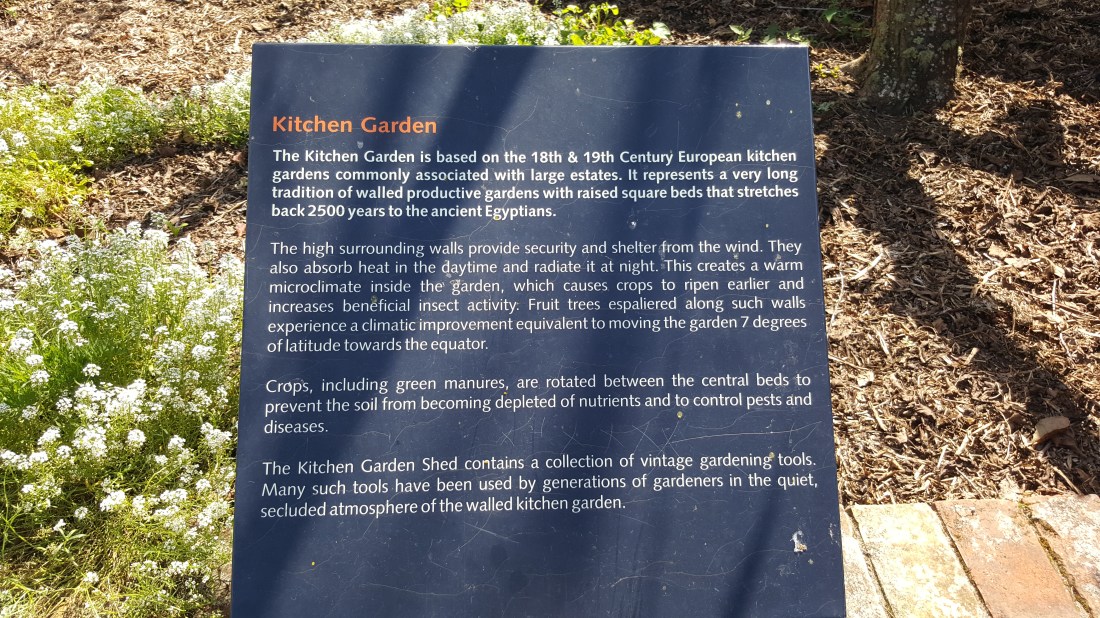 Kitchen Garden
The Kitchen Garden is based on the 18th & 19th Century European kitchen
gardens commonly associated with large estates. It represents a very long
tradition of walled productive gardens with raised square beds that stretches
back 2500 years to the ancient Egyptians.
The high surrounding walls provide security and shelter from the wind. They
also absorb heat in the daytime and radiate it at night. This creates a warm
microclimate inside the garden, which causes crops to ripen earlier and
increases beneficial insect activity. Fruit trees espaliered along such walls
experience a climatic improvement equivalent to moving the garden 7 degrees
of latitude towards the equator.
Crops, including green manures, are rotated between the central beds to
prevent the soil from becoming depleted of nutrients and to control pests and
diseases.
The Kitchen Garden Shed contains a collection of vintage gardening tools.
Many such tools have been used by generations of gardeners in the quiet,
secluded atmosphere of the walled kitchen garden.